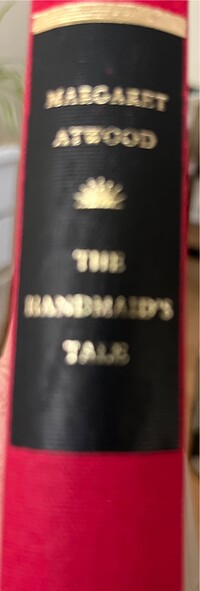 MARGARET
ATWOOD
THE
HANDMAID'S
TALE